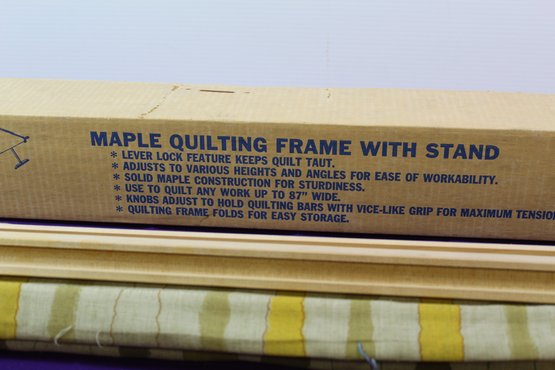 MAPLE QUILTING FRAME WITH STAND
* LEVER LOCK FEATURE KEEPS QUILT TAUT.
* ADJUSTS TO VARIOUS HEIGHTS AND ANGLES FOR EASE OF WORKABILITY.
* SOLID MAPLE CONSTRUCTION FOR STURDINESS.
* USE TO QUILT ANY WORK UP TO 87" WIDE.
* KNOBS ADJUST TO HOLD QUILTING BARS WITH VICE-LIKE GRIP FOR MAXIMUM TENSION
* QUILTING FRAME FOLDS FOR EASY STORAGE.